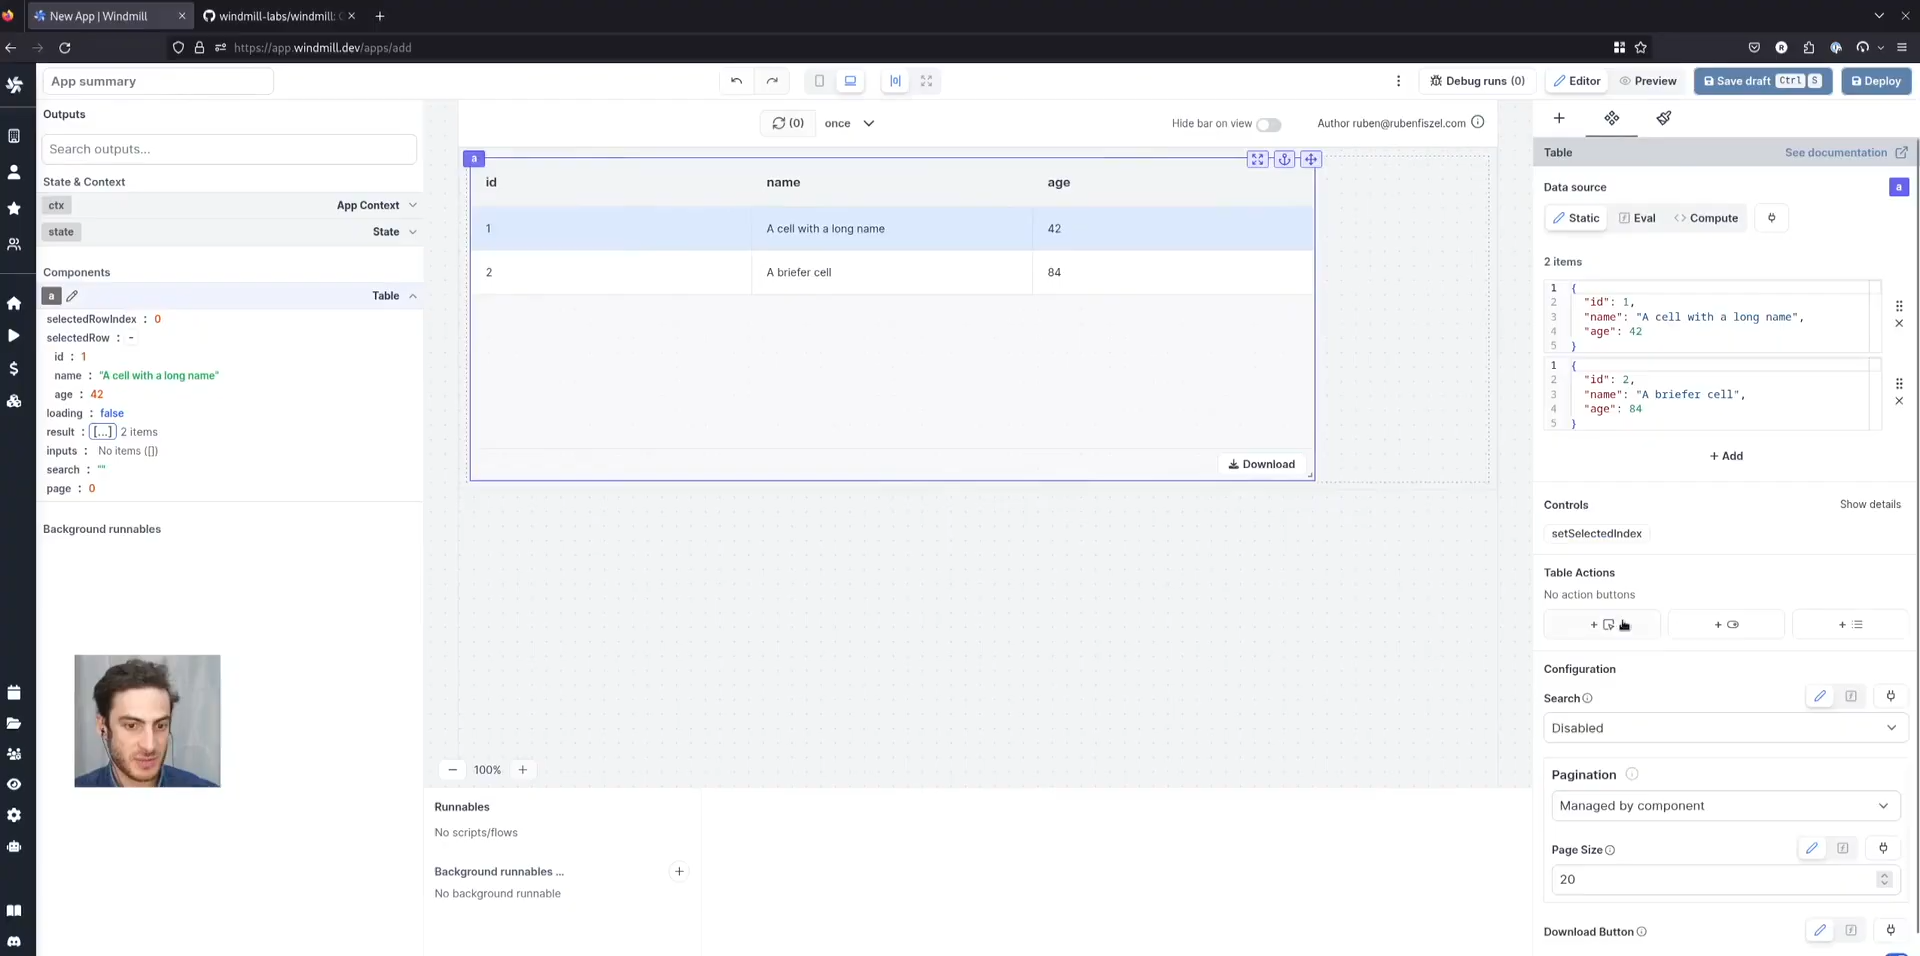 New App | Windmill
windmill-labs/windmill:
https://app.windmill.dev/apps/add
App summary
Debug runs (0)
Editor
Preview
Save draft Ctrl S
Deploy
Outputs
Search outputs...
State & Context
ctx App Context
state State
Components
a Table
selectedRowIndex : 0
selectedRow : -
id : 1
name : "A cell with a long name"
age : 42
loading : false
result : [...] 2 items
inputs : No items ([])
search : ""
page : 0
Background runnables
(0) once
Hide bar on view
Author ruben@rubenfiszel.com
a
id name age
1 A cell with a long name 42
2 A briefer cell 84
Download
100%
Runnables
No scripts/flows
Background runnables ...
No background runnable
Table See documentation
Data source a
Static Eval Compute
2 items
1 {
2 "id": 1,
3 "name": "A cell with a long name",
4 "age": 42
5 }
1 {
2 "id": 2,
3 "name": "A briefer cell",
4 "age": 84
5 }
+ Add
Controls Show details
setSelectedIndex
Table Actions
No action buttons
+ + +
Configuration
Search
Disabled
Pagination
Managed by component
Page Size
20
Download Button